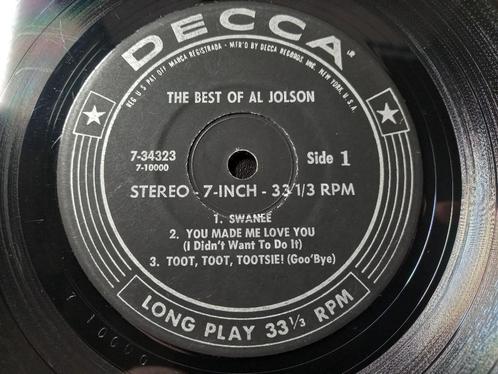 DECCA
REG U S PAT OFF MARCA REGISTRADA - MFR'D BY DECCA RECORDS, INC. NEW YORK, U.S.A.
THE BEST OF AL JOLSON
7-34323
7-10000
Side 1
STEREO - 7-INCH - 33 1/3 RPM
1. SWANEE
2. YOU MADE ME LOVE YOU
(I Didn't Want To Do It)
3. TOOT, TOOT, TOOTSIE! (Goo'Bye)
LONG PLAY 33⅓ RPM
7 10000